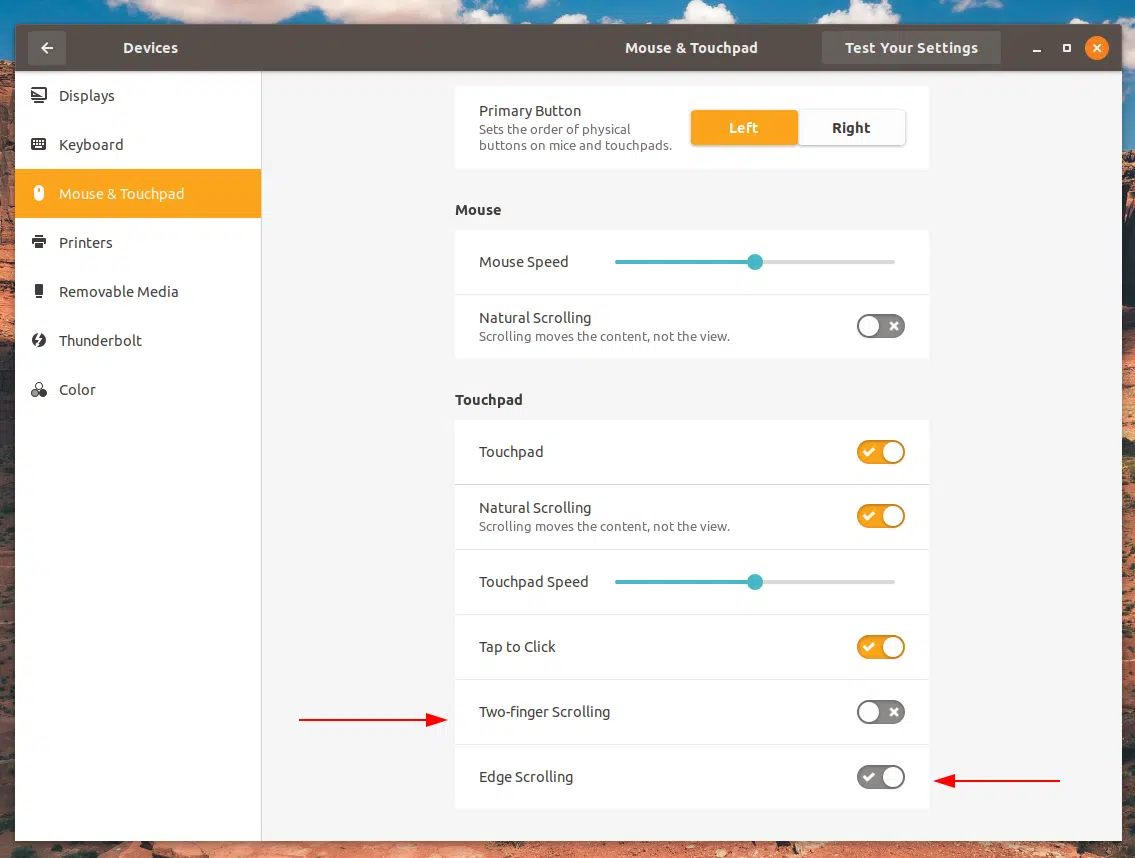 Devices
Mouse & Touchpad
Test Your Settings
Displays
Keyboard
Mouse & Touchpad
Printers
Removable Media
Thunderbolt
Color
Primary Button
Sets the order of physical
buttons on mice and touchpads.
Left
Right
Mouse
Mouse Speed
Natural Scrolling
Scrolling moves the content, not the view.
Touchpad
Touchpad
Natural Scrolling
Scrolling moves the content, not the view.
Touchpad Speed
Tap to Click
Two-finger Scrolling
Edge Scrolling